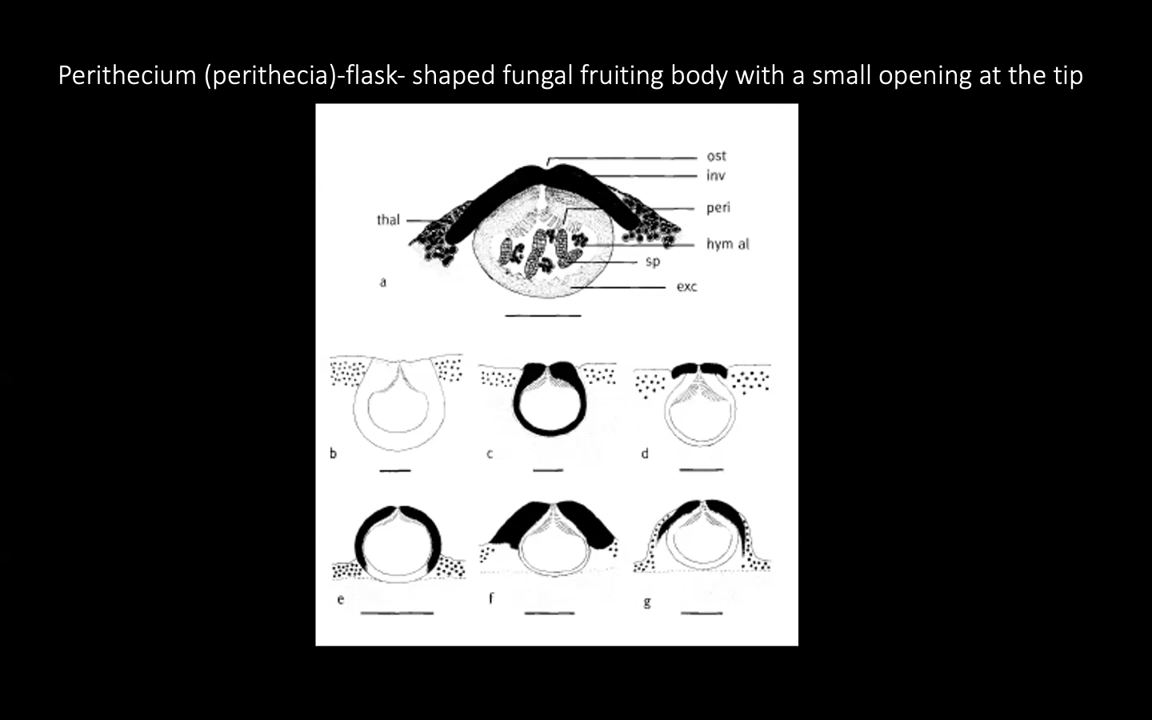 Perithecium (perithecia)-flask- shaped fungal fruiting body with a small opening at the tip
ost
inv
peri
thal
hym al
sp
exc
a
b
c
d
e
f
g